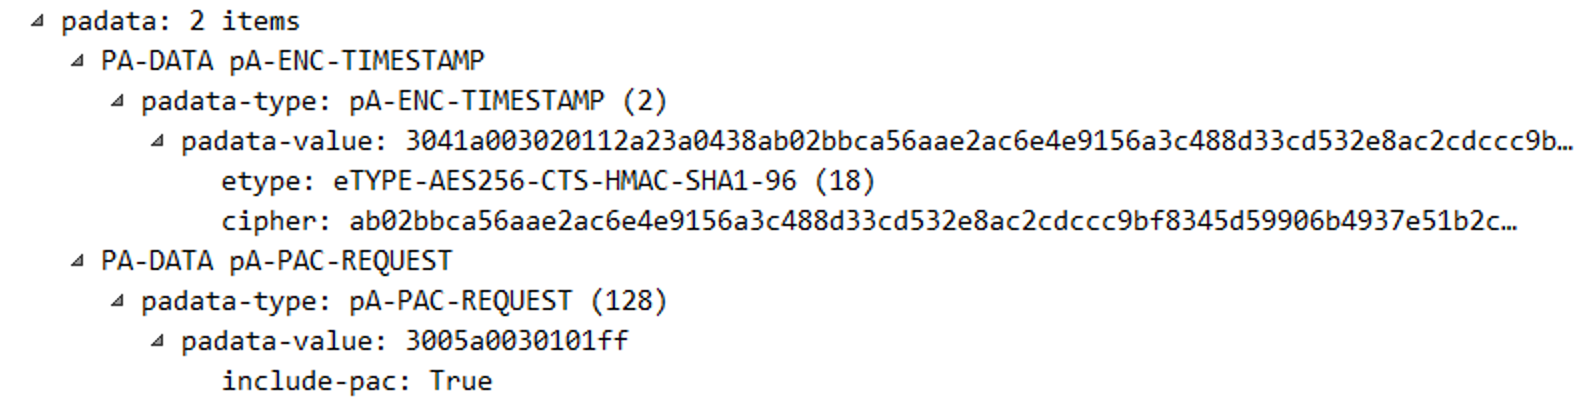 padata: 2 items
PA-DATA pA-ENC-TIMESTAMP
padata-type: pA-ENC-TIMESTAMP (2)
padata-value: 3041a003020112a23a0438ab02bbca56aae2ac6e4e9156a3c488d33cd532e8ac2cdccc9b…
etype: eTYPE-AES256-CTS-HMAC-SHA1-96 (18)
cipher: ab02bbca56aae2ac6e4e9156a3c488d33cd532e8ac2cdccc9bf8345d59906b4937e51b2c…
PA-DATA pA-PAC-REQUEST
padata-type: pA-PAC-REQUEST (128)
padata-value: 3005a0030101ff
include-pac: True